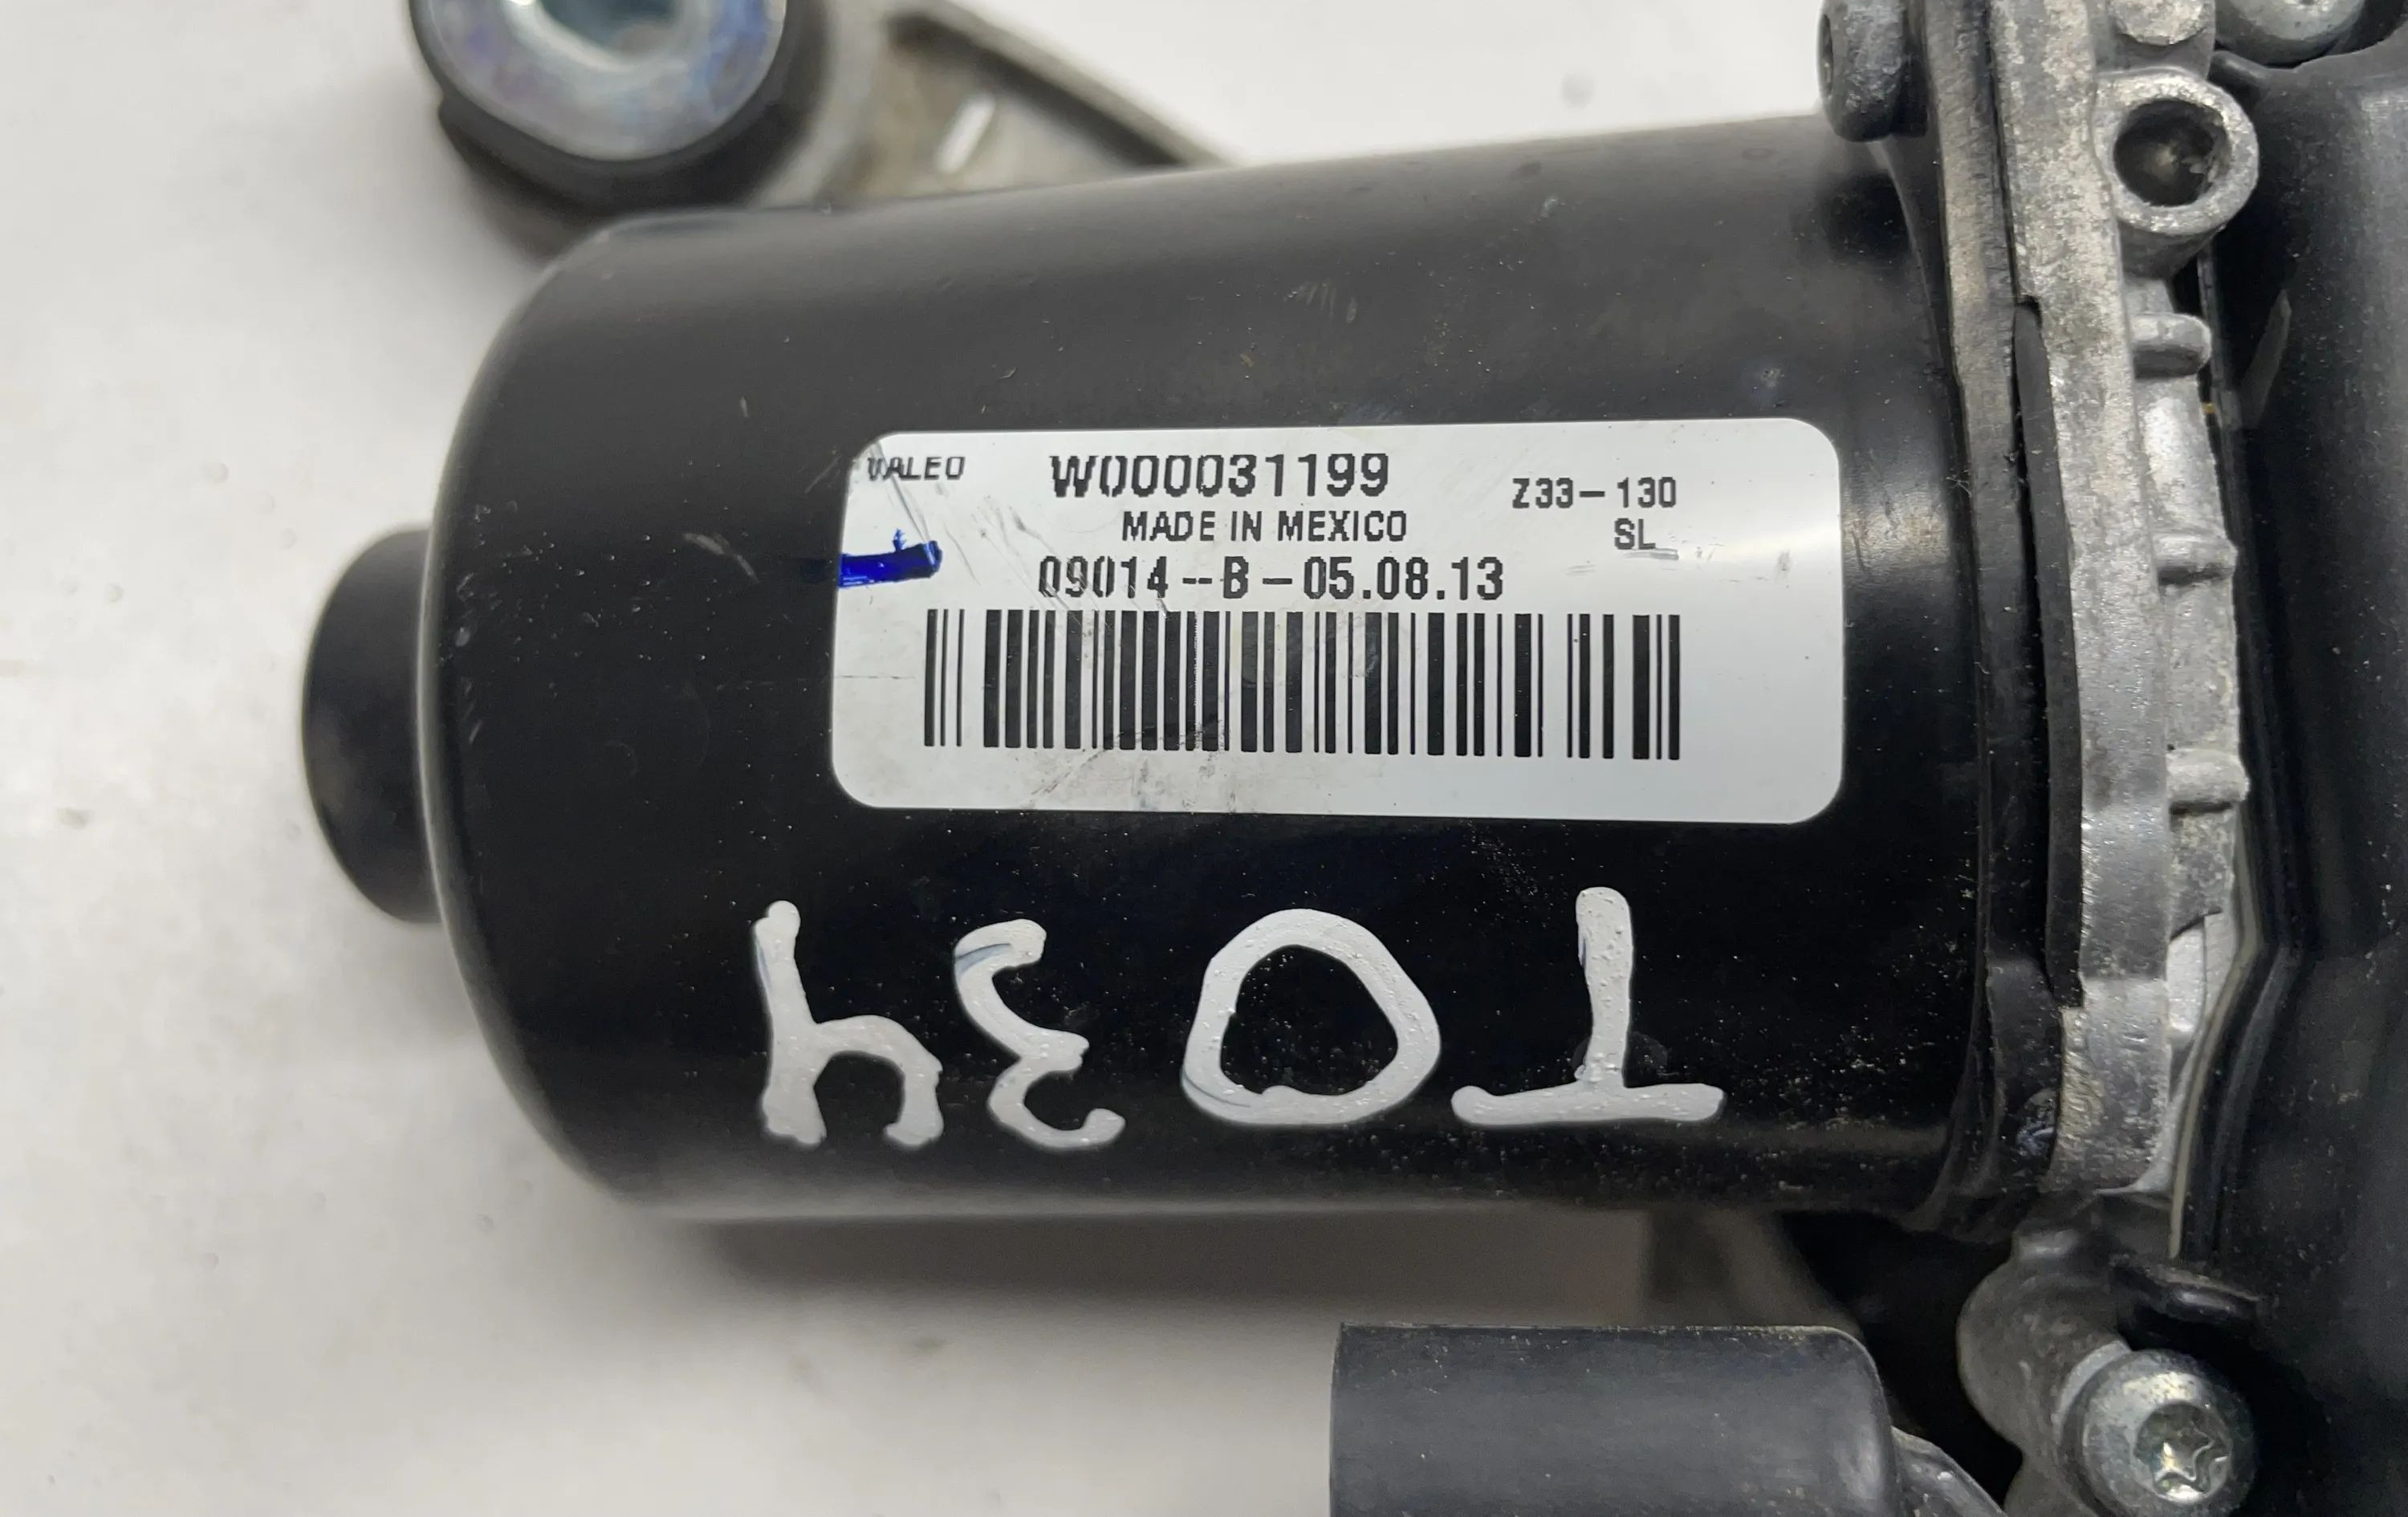 VALEO W000031199 Z33-130
MADE IN MEXICO SL
09014--B-05.08.13
T034